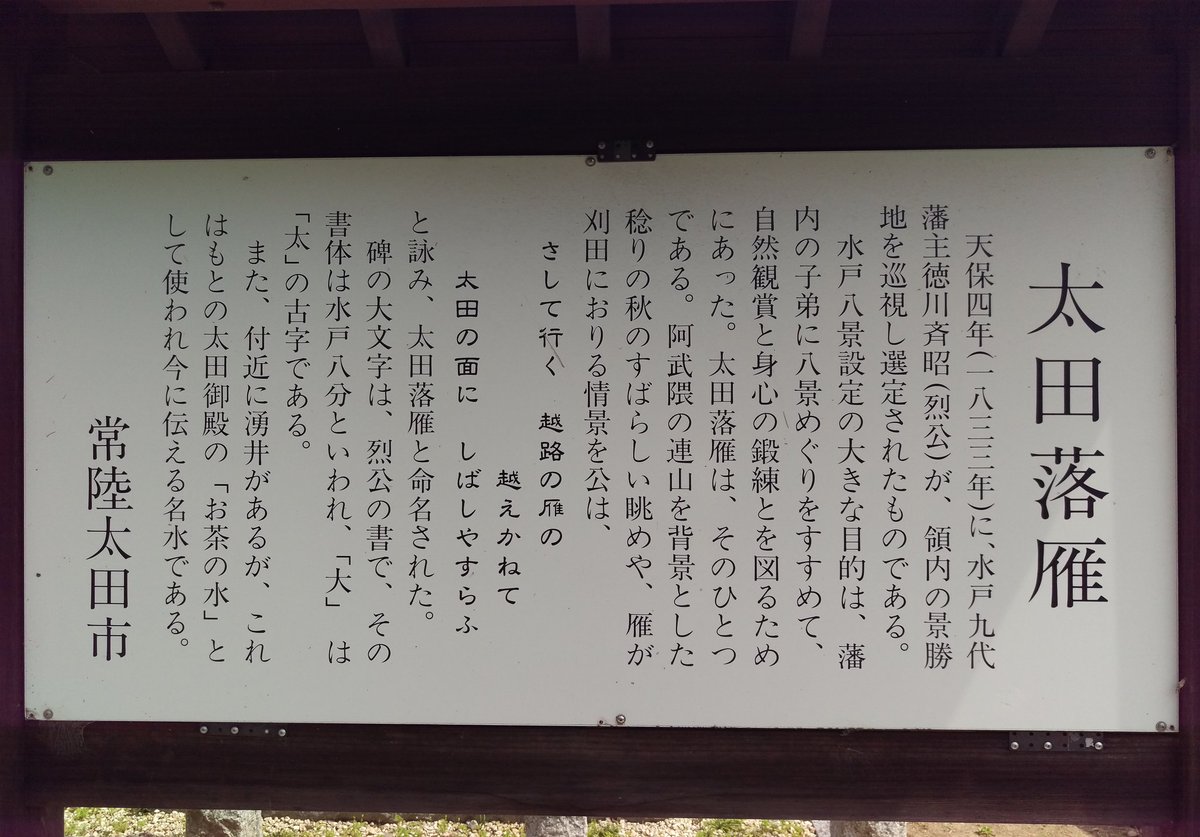 太田落雁
天保四年(一八三三年)に、水戸九代
藩主徳川斉昭(烈公)が、領内の景勝
地を巡視し選定されたものである。
水戸八景設定の大きな目的は、藩
内の子弟に八景めぐりをすすめて、
自然観賞と身心の鍛練とを図るため
にあった。太田落雁は、そのひとつ
である。阿武隈の連山を背景とした
稔りの秋のすばらしい眺めや、雁が
刈田におりる情景を公は、
さして行く 越路の雁の
越えかねて
太田の面に しばしやすらふ
と詠み、太田落雁と命名された。
碑の大文字は、烈公の書で、その
書体は水戸八分といわれ、「大」は
「太」の古字である。
また、付近に湧井があるが、これ
はもとの太田御殿の「お茶の水」と
して使われ今に伝える名水である。
常陸太田市